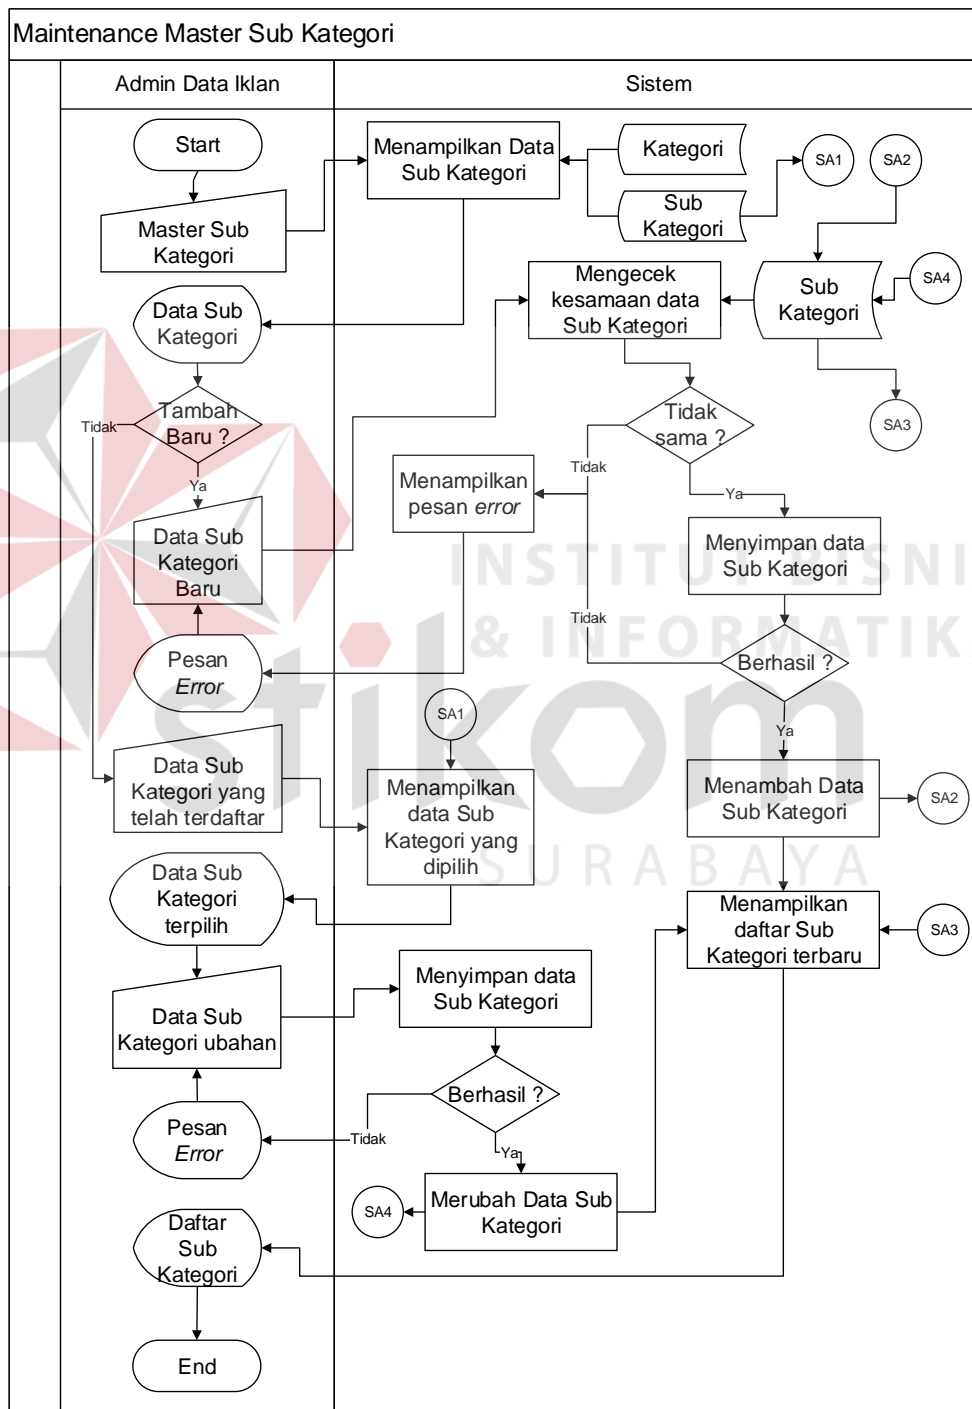 Maintenance Master Sub Kategori
Admin Data Iklan
Sistem
Start
Menampilkan Data
Sub Kategori
Kategori
SA1
SA2
Sub
Kategori
Master Sub
Kategori
Mengecek
kesamaan data
Sub Kategori
Sub
Kategori
SA4
Data Sub
Kategori
Tambah
Baru ?
Tidak
Ya
Tidak
sama ?
SA3
Tidak
Ya
Menampilkan
pesan error
Data Sub
Kategori
Baru
Menyimpan data
Sub Kategori
INSTITUT BISNI
& INFORMATIK
Tidak
Berhasil ?
Pesan
Error
stikom
SURABAYA
SA1
Ya
Data Sub
Kategori yang
telah terdaftar
Menampilkan
data Sub
Kategori yang
dipilih
Menambah Data
Sub Kategori
SA2
Data Sub
Kategori
terpilih
Menampilkan
daftar Sub
Kategori terbaru
SA3
Data Sub
Kategori ubahan
Menyimpan data
Sub Kategori
Berhasil ?
Tidak
Ya
Pesan
Error
SA4
Merubah Data Sub
Kategori
Daftar
Sub
Kategori
End